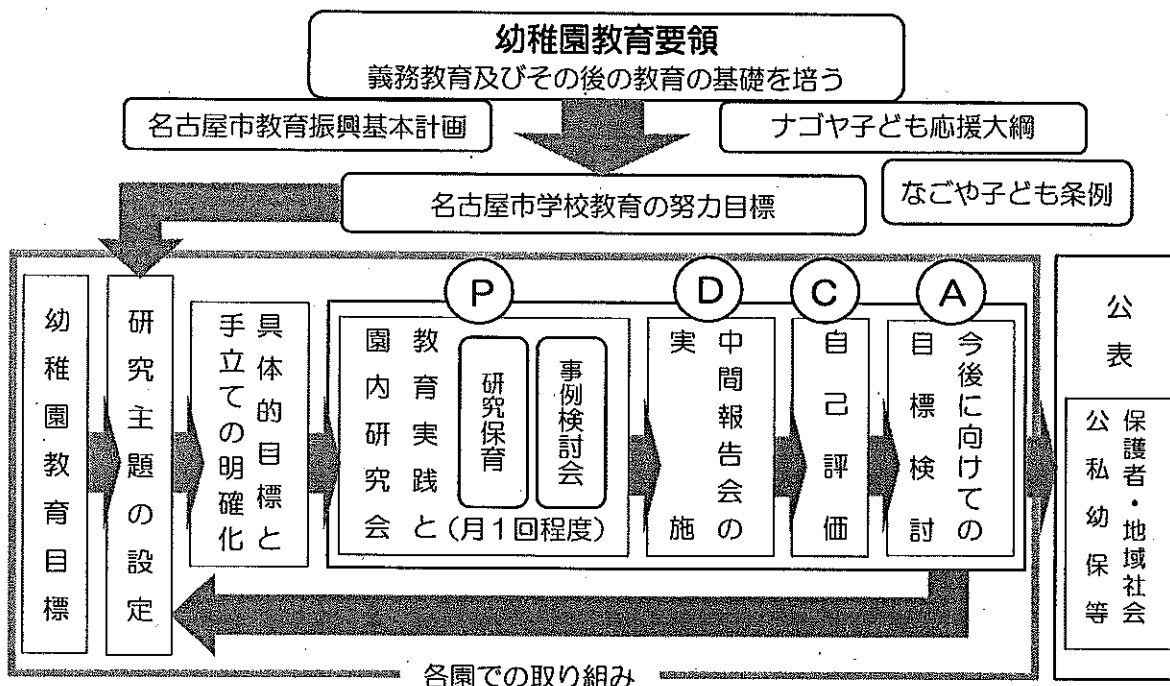 幼稚園教育要領
義務教育及びその後の教育の基礎を培う
名古屋市教育振興基本計画
ナゴヤ子ども応援大綱
名古屋市学校教育の努力目標
なごや子ども条例
幼稚園教育目標
研究主題の設定
具体的目標と
手立ての明確化
P
教育実践と
園内研究会
研究保育
事例検討会
(月1回程度)
D
中間報告会の
実施
C
自己評価
A
今後に向けての
目標検討
公表
保護者・地域社会
公私幼保等
各園での取り組み